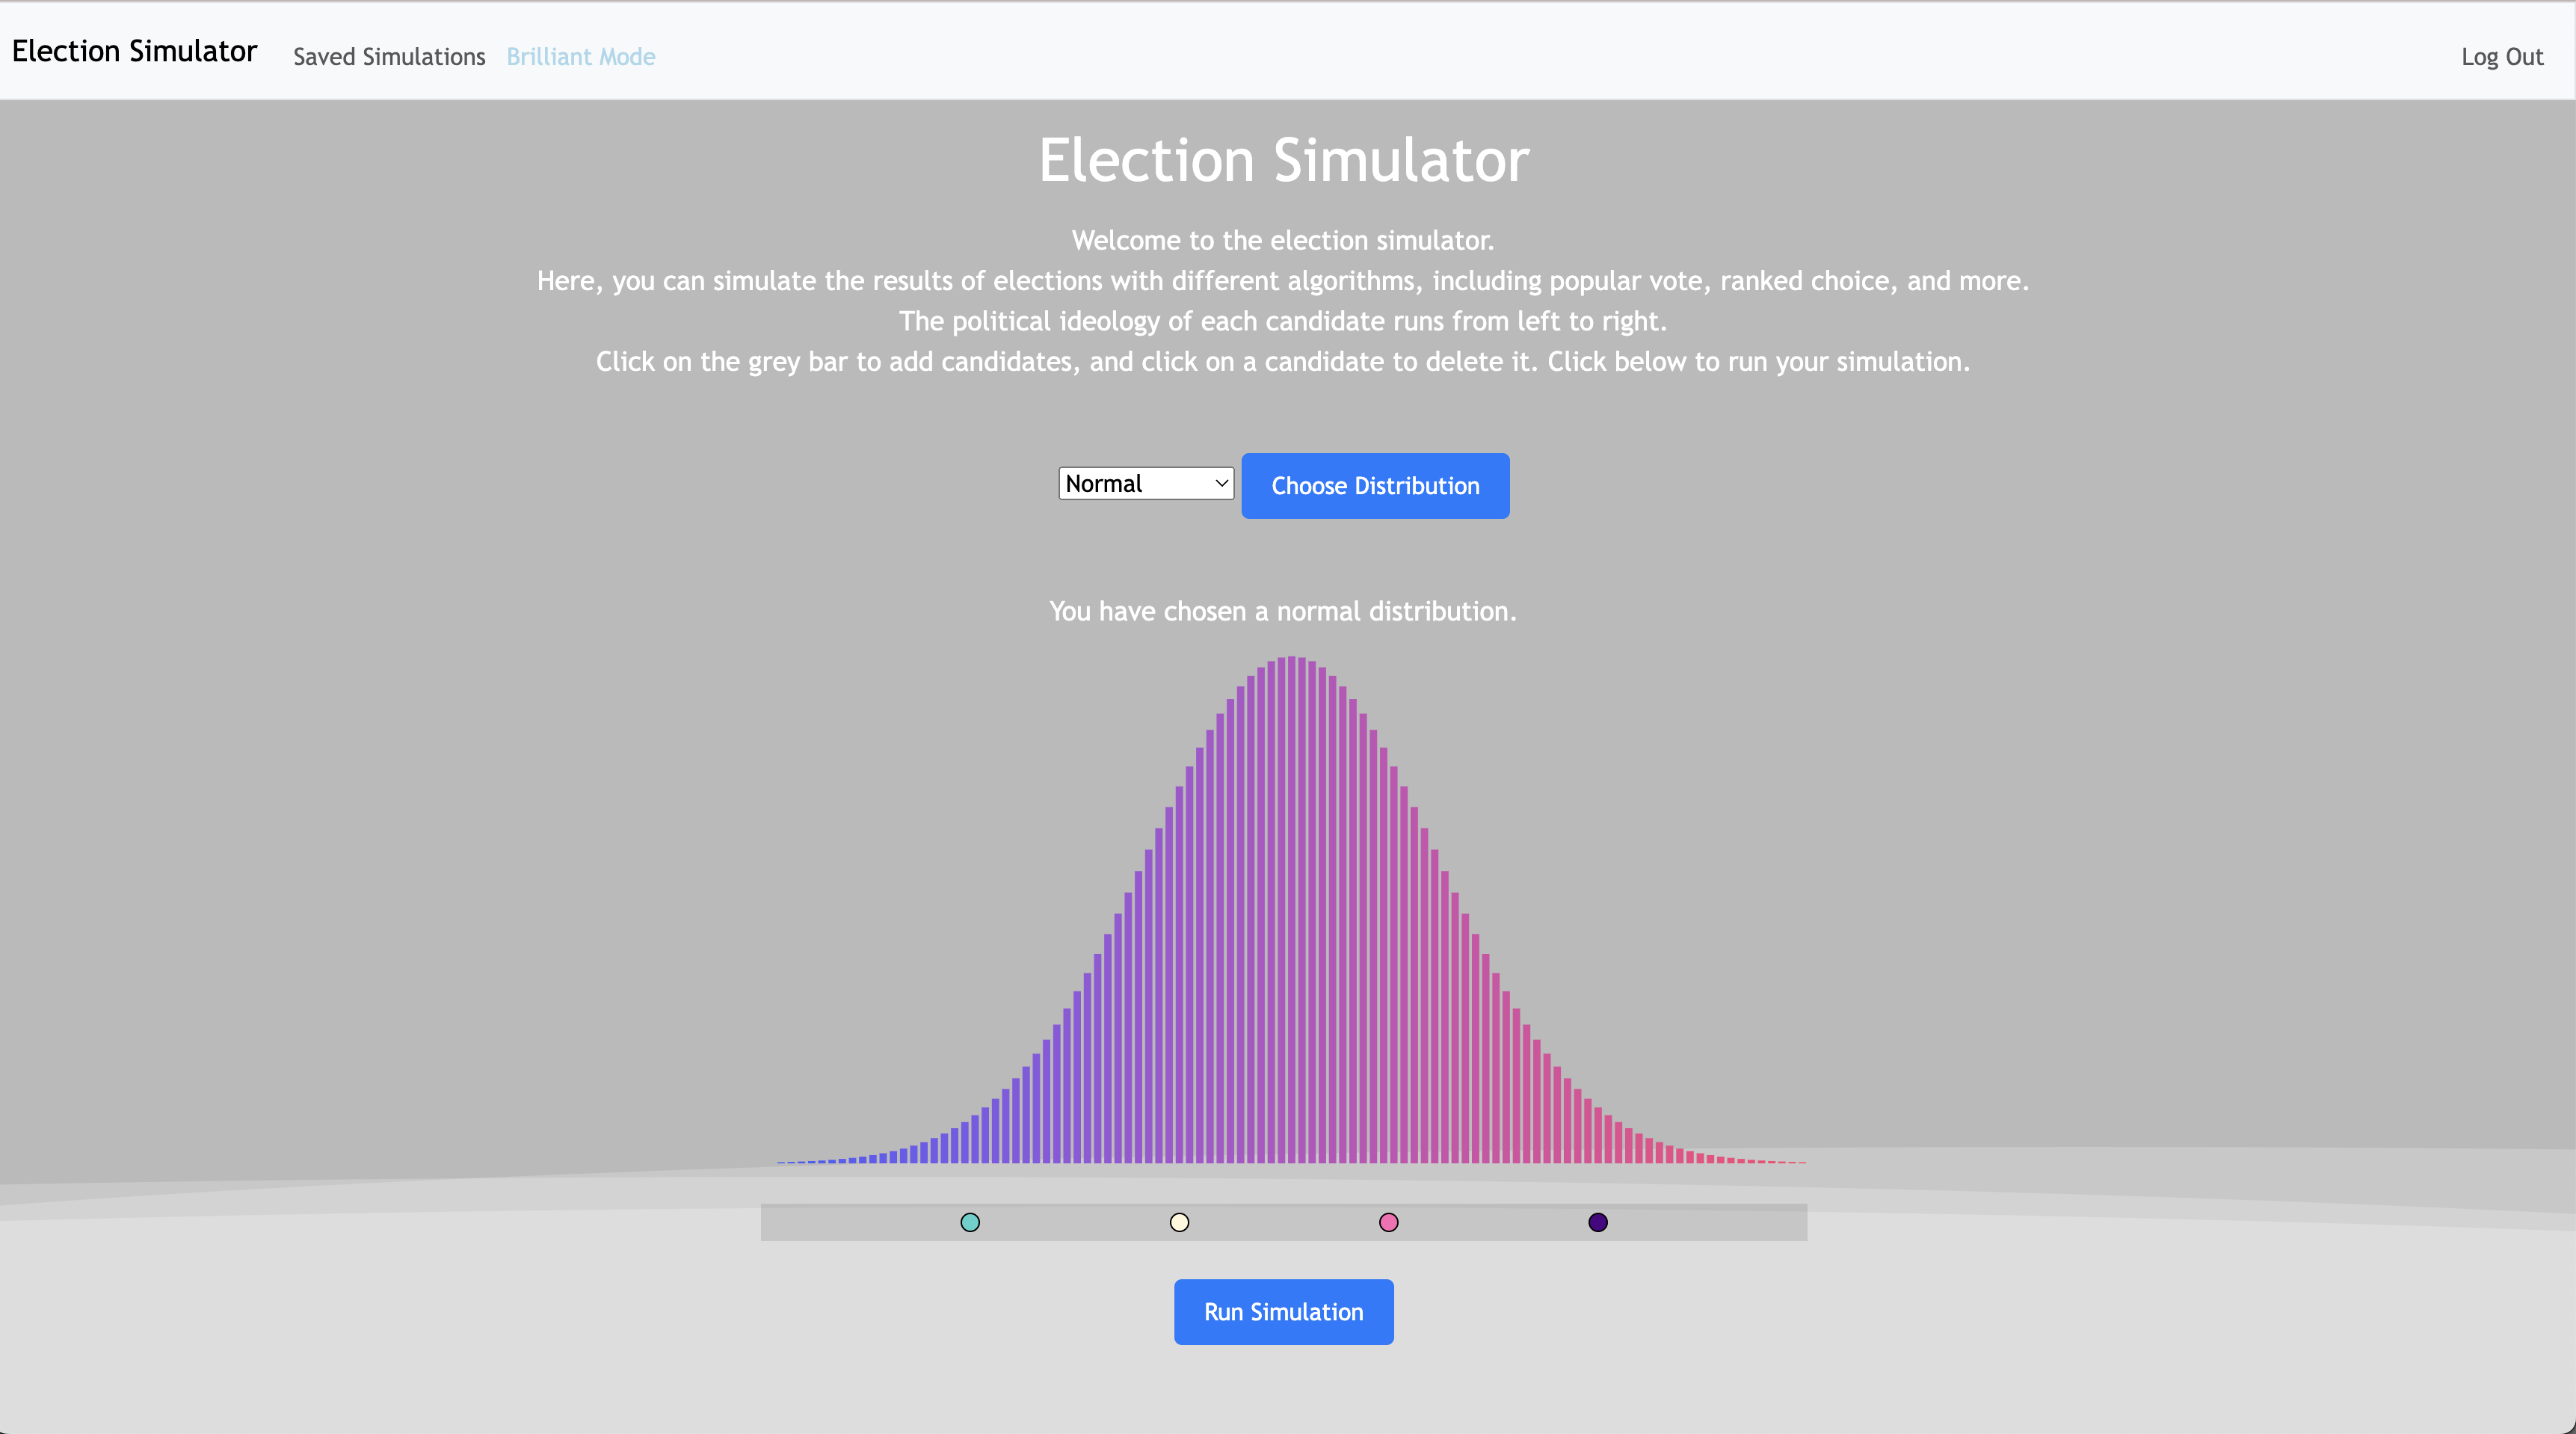 Election Simulator
Saved Simulations
Brilliant Mode
Log Out
Election Simulator
Welcome to the election simulator.
Here, you can simulate the results of elections with different algorithms, including popular vote, ranked choice, and more.
The political ideology of each candidate runs from left to right.
Click on the grey bar to add candidates, and click on a candidate to delete it. Click below to run your simulation.
Normal
Choose Distribution
You have chosen a normal distribution.
Run Simulation